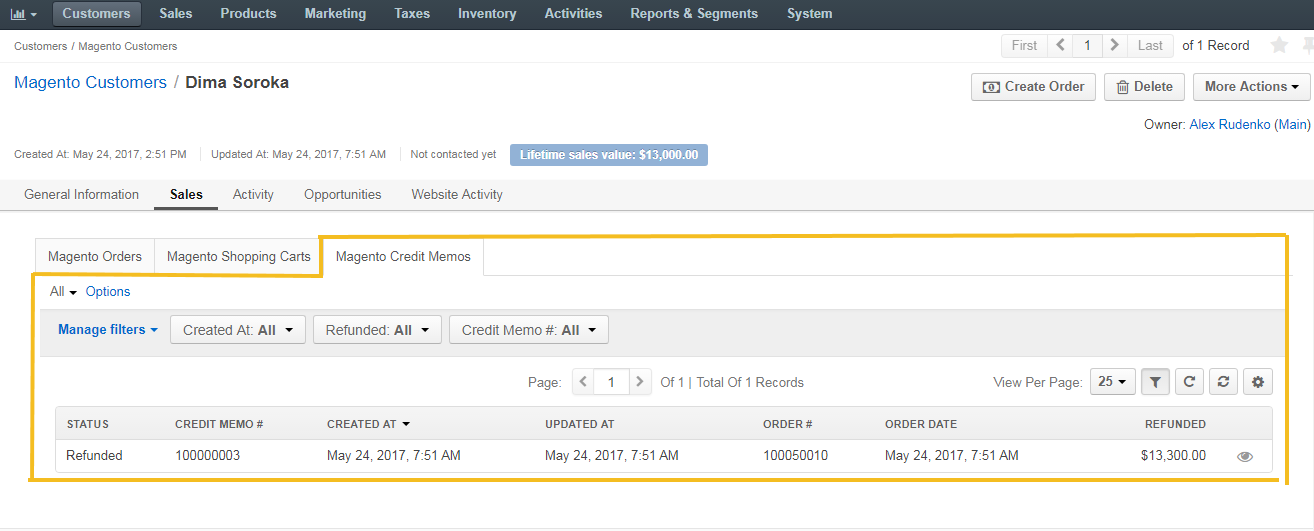 Customers Sales Products Marketing Taxes Inventory Activities Reports & Segments System
Customers / Magento Customers First 1 Last of 1 Record
Magento Customers / Dima Soroka Create Order Delete More Actions
Owner: Alex Rudenko (Main)
Created At: May 24, 2017, 2:51 PM Updated At: May 24, 2017, 7:51 AM Not contacted yet Lifetime sales value: $13,000.00
General Information Sales Activity Opportunities Website Activity
Magento Orders Magento Shopping Carts Magento Credit Memos
All Options
Manage filters Created At: All Refunded: All Credit Memo #: All
Page: 1 Of 1 | Total Of 1 Records View Per Page: 25
STATUS CREDIT MEMO # CREATED AT UPDATED AT ORDER # ORDER DATE REFUNDED
Refunded 100000003 May 24, 2017, 7:51 AM May 24, 2017, 7:51 AM 100050010 May 24, 2017, 7:51 AM $13,300.00